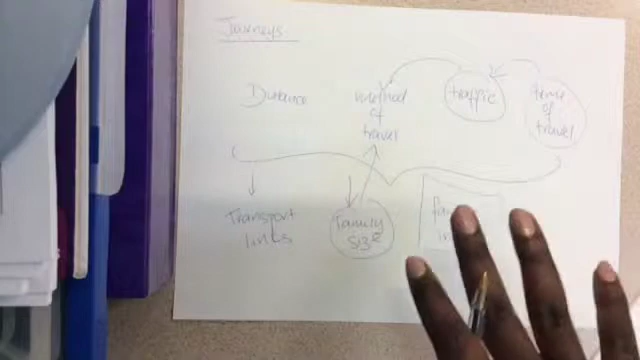 Journeys.
Distance
method
of
travel
traffic
time
of
travel
Transport
links
Family
size